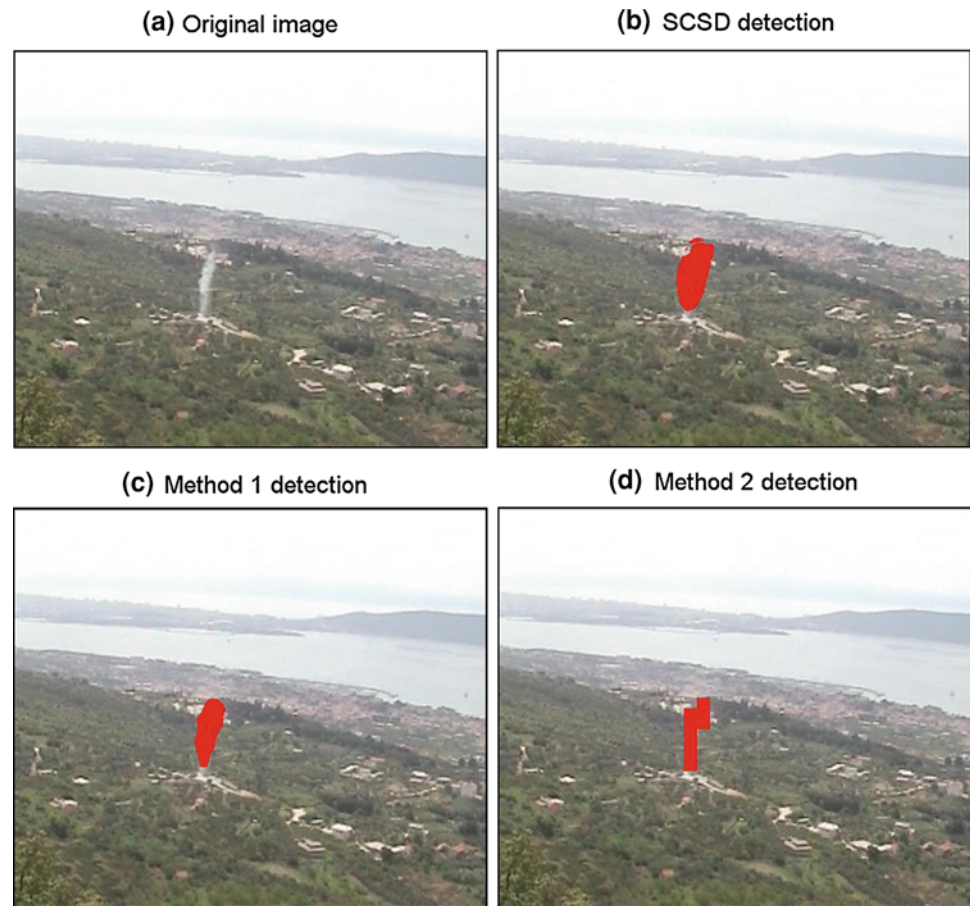 (a) Original image
(b) SCSD detection
(c) Method 1 detection
(d) Method 2 detection